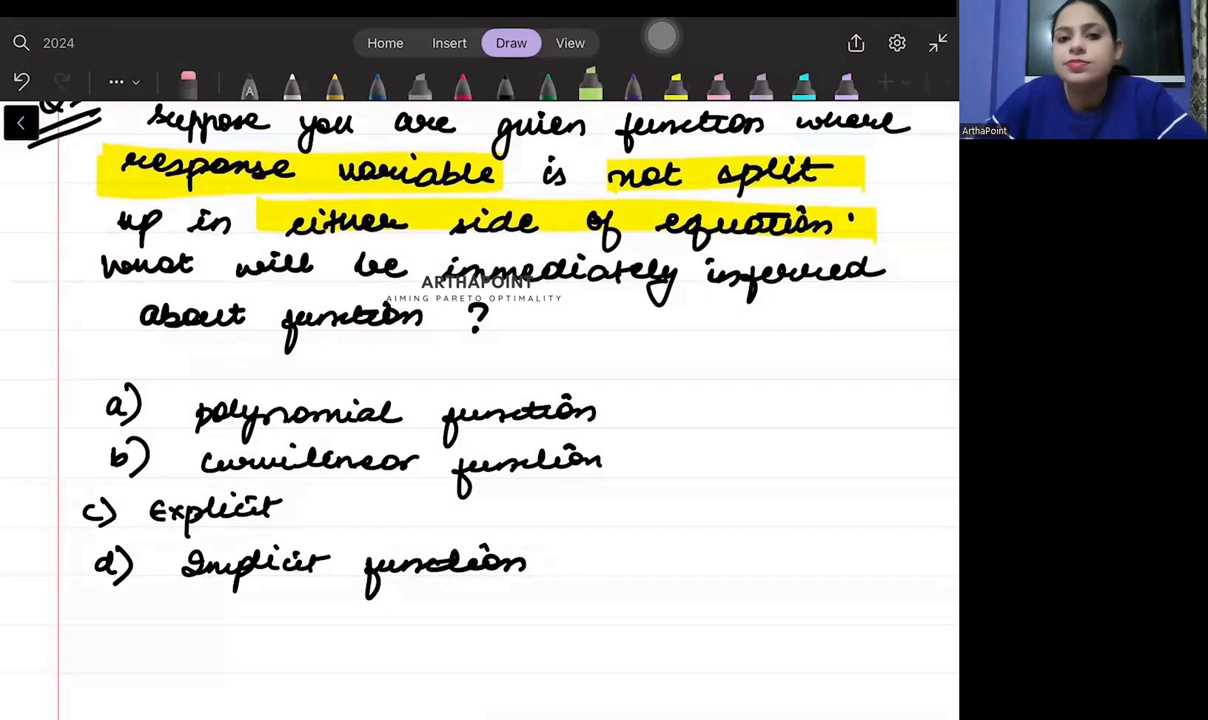 2024
Home Insert Draw View
ArthaPoint
Suppose you are given function where
response variable is not split
up in either side of equation.
What will be immediately inferred
ARTHAPOINT
AIMING PARETO OPTIMALITY
about function ?
a) polynomial function
b) curvilinear function
c) Explicit
d) Implicit function